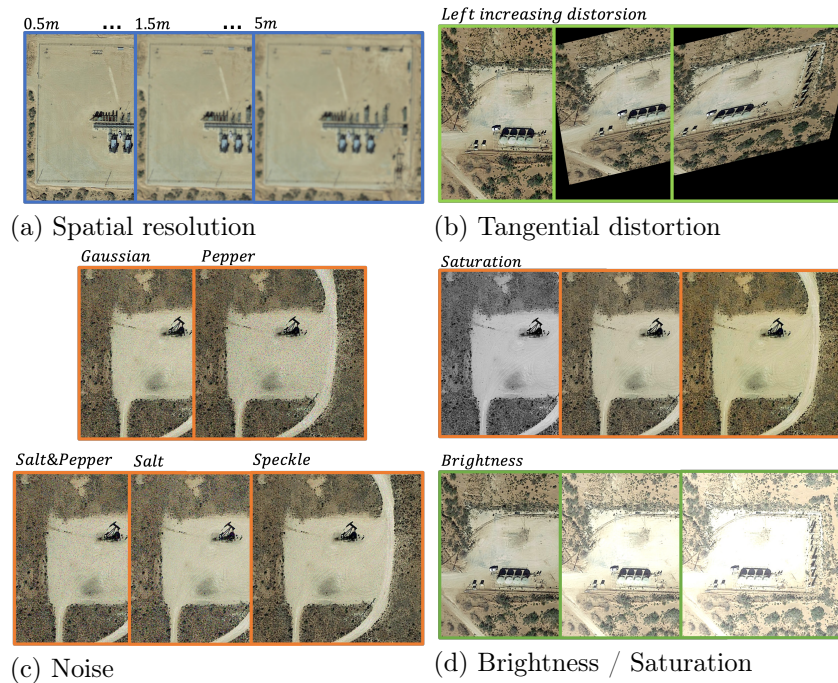 0.5m ... 1.5m ... 5m
(a) Spatial resolution
Left increasing distorsion
(b) Tangential distortion
Gaussian Pepper
Salt&Pepper Salt Speckle
(c) Noise
Saturation
Brightness
(d) Brightness / Saturation